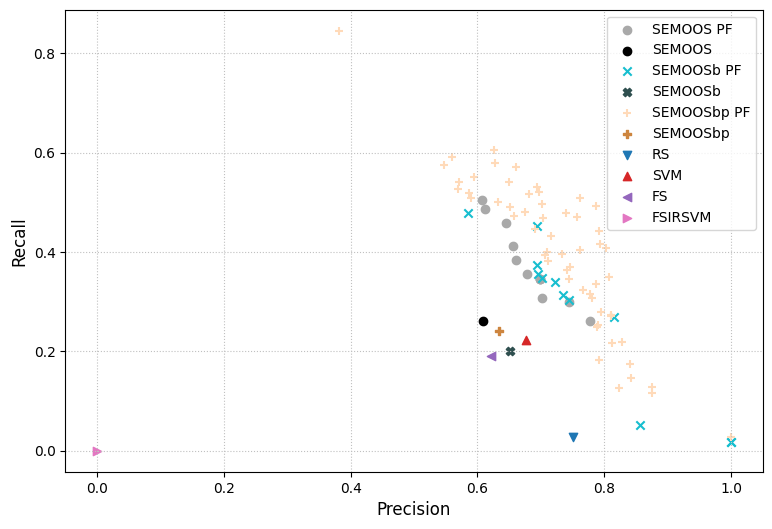 SEMOOS PF
SEMOOS
SEMOOSb PF
SEMOOSb
SEMOOSbp PF
SEMOOSbp
RS
SVM
FS
FSIRSVM
Recall
0.8
0.6
0.4
0.2
0.0
0.0 0.2 0.4 0.6 0.8 1.0
Precision